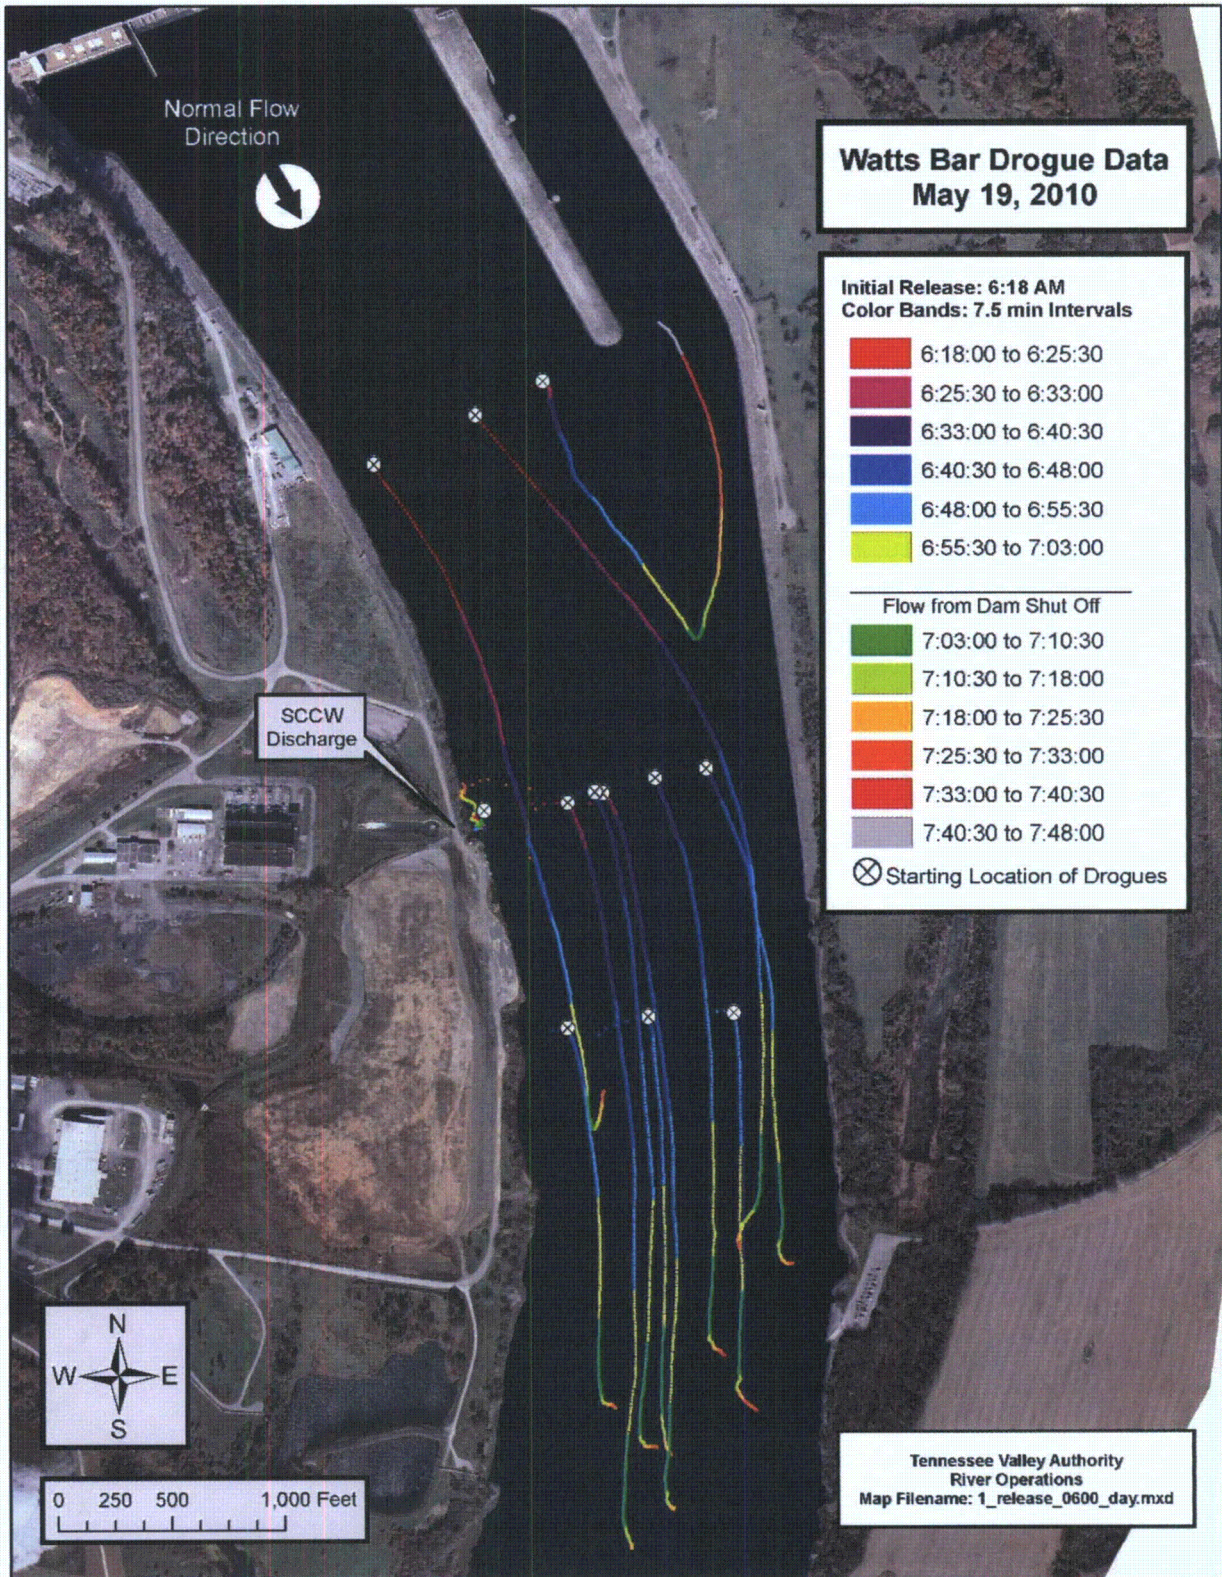 Normal Flow
Direction
Watts Bar Drogue Data
May 19, 2010
Initial Release: 6:18 AM
Color Bands: 7.5 min Intervals
6:18:00 to 6:25:30
6:25:30 to 6:33:00
6:33:00 to 6:40:30
6:40:30 to 6:48:00
6:48:00 to 6:55:30
6:55:30 to 7:03:00
Flow from Dam Shut Off
7:03:00 to 7:10:30
7:10:30 to 7:18:00
7:18:00 to 7:25:30
7:25:30 to 7:33:00
7:33:00 to 7:40:30
7:40:30 to 7:48:00
Starting Location of Drogues
SCCW
Discharge
N
W E
S
0 250 500 1,000 Feet
Tennessee Valley Authority
River Operations
Map Filename: 1_release_0600_day.mxd